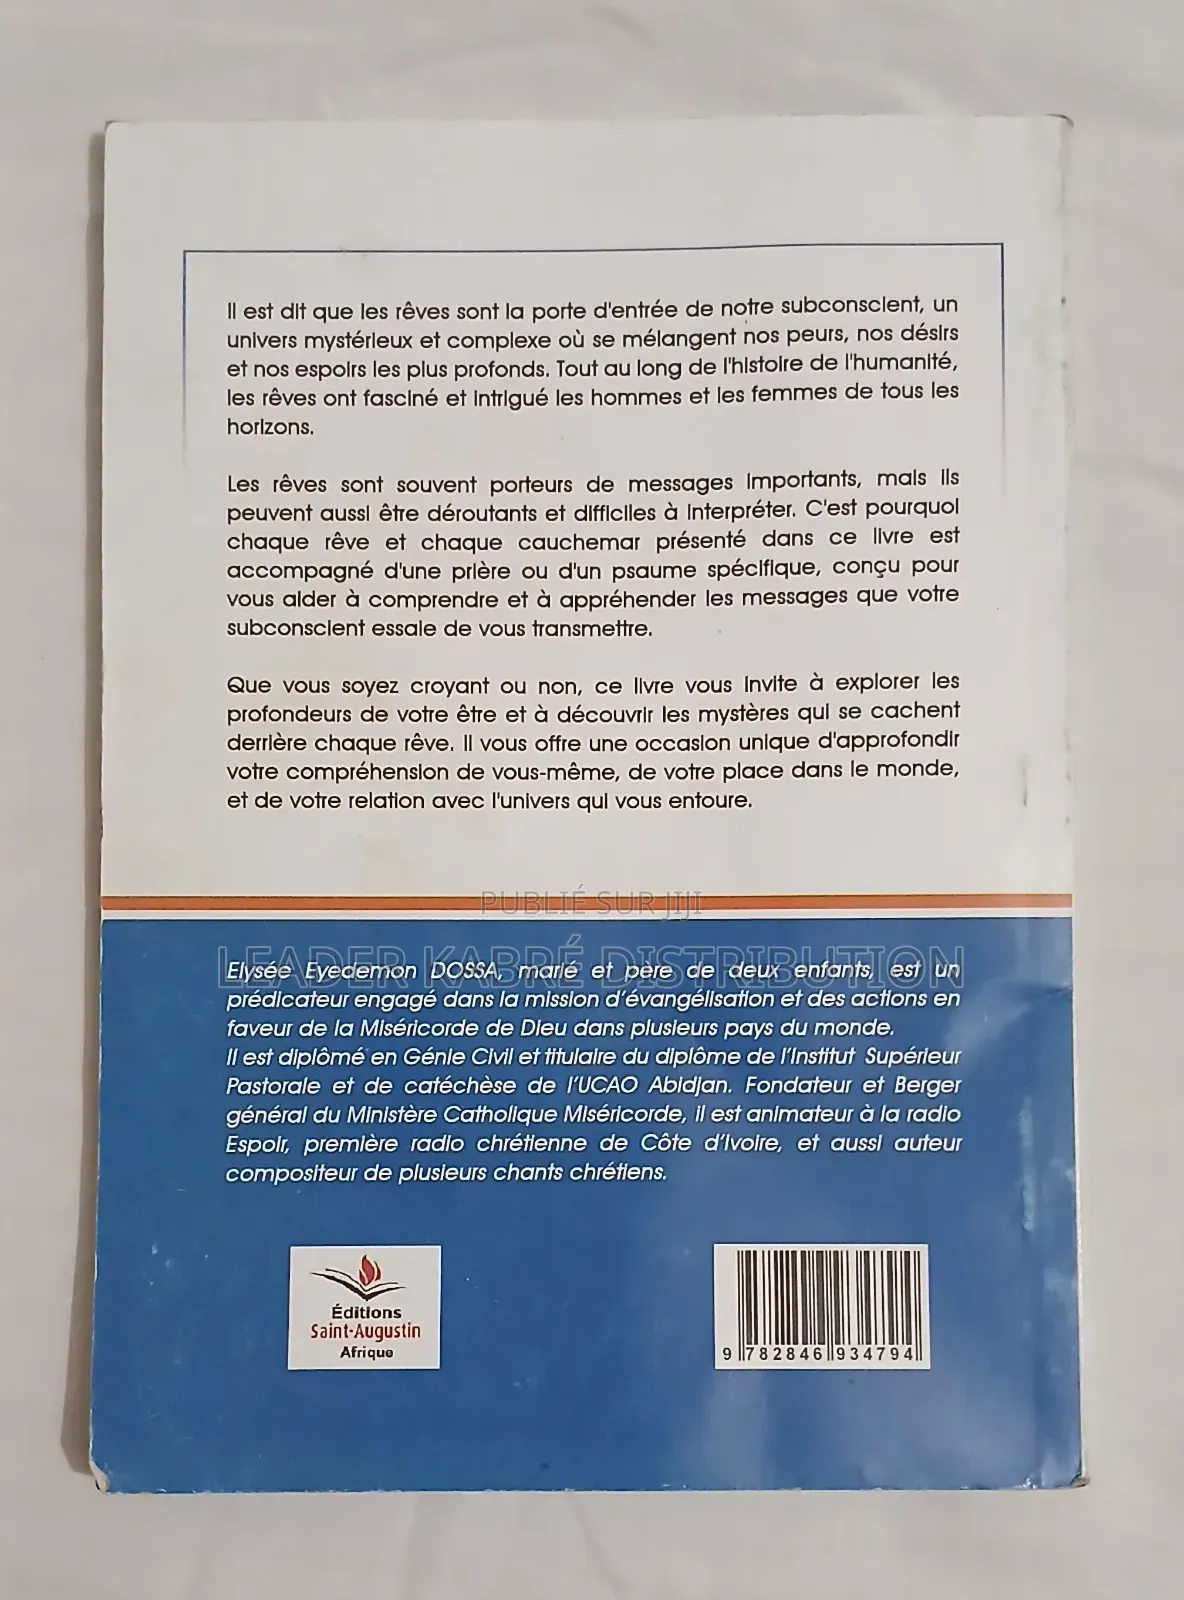 Il est dit que les rêves sont la porte d'entrée de notre subconscient, un
univers mystérieux et complexe où se mélangent nos peurs, nos désirs
et nos espoirs les plus profonds. Tout au long de l'histoire de l'humanité,
les rêves ont fasciné et intrigué les hommes et les femmes de tous les
horizons.
Les rêves sont souvent porteurs de messages importants, mais ils
peuvent aussi être déroutants et difficiles à interpréter. C'est pourquoi
chaque rêve et chaque cauchemar présenté dans ce livre est
accompagné d'une prière ou d'un psaume spécifique, conçu pour
vous aider à comprendre et à appréhender les messages que votre
subconscient essaie de vous transmettre.
Que vous soyez croyant ou non, ce livre vous invite à explorer les
profondeurs de votre être et à découvrir les mystères qui se cachent
derrière chaque rêve. Il vous offre une occasion unique d'approfondir
votre compréhension de vous-même, de votre place dans le monde,
et de votre relation avec l'univers qui vous entoure.
PUBLIÉ SUR JIJI
LEADER KABRÉ DISTRIBUTION
Elysée Eyedemon DOSSA, marié et père de deux enfants, est un
prédicateur engagé dans la mission d'évangélisation et des actions en
faveur de la Miséricorde de Dieu dans plusieurs pays du monde.
Il est diplômé en Génie Civil et titulaire du diplôme de l'Institut Supérieur
Pastorale et de catéchèse de l'UCAO Abidjan. Fondateur et Berger
général du Ministère Catholique Miséricorde, il est animateur à la radio
Espoir, première radio chrétienne de Côte d'Ivoire, et aussi auteur
compositeur de plusieurs chants chrétiens.
Éditions
Saint-Augustin
Afrique
9 782846 934794